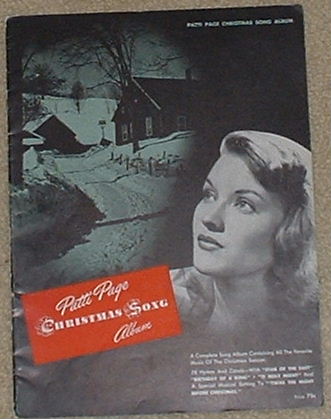 PATTI PAGE CHRISTMAS SONG ALBUM
Patti Page
CHRISTMAS SONG
Album
A Complete Song Album Containing All The Favorite
Music Of The Christmas Season
28 Hymns And Carols—With "STAR OF THE EAST"
"BIRTHDAY OF A KING" • "O HOLY NIGHT" And
A Special Musical Setting To "'TWAS THE NIGHT
BEFORE CHRISTMAS."
Price 75c